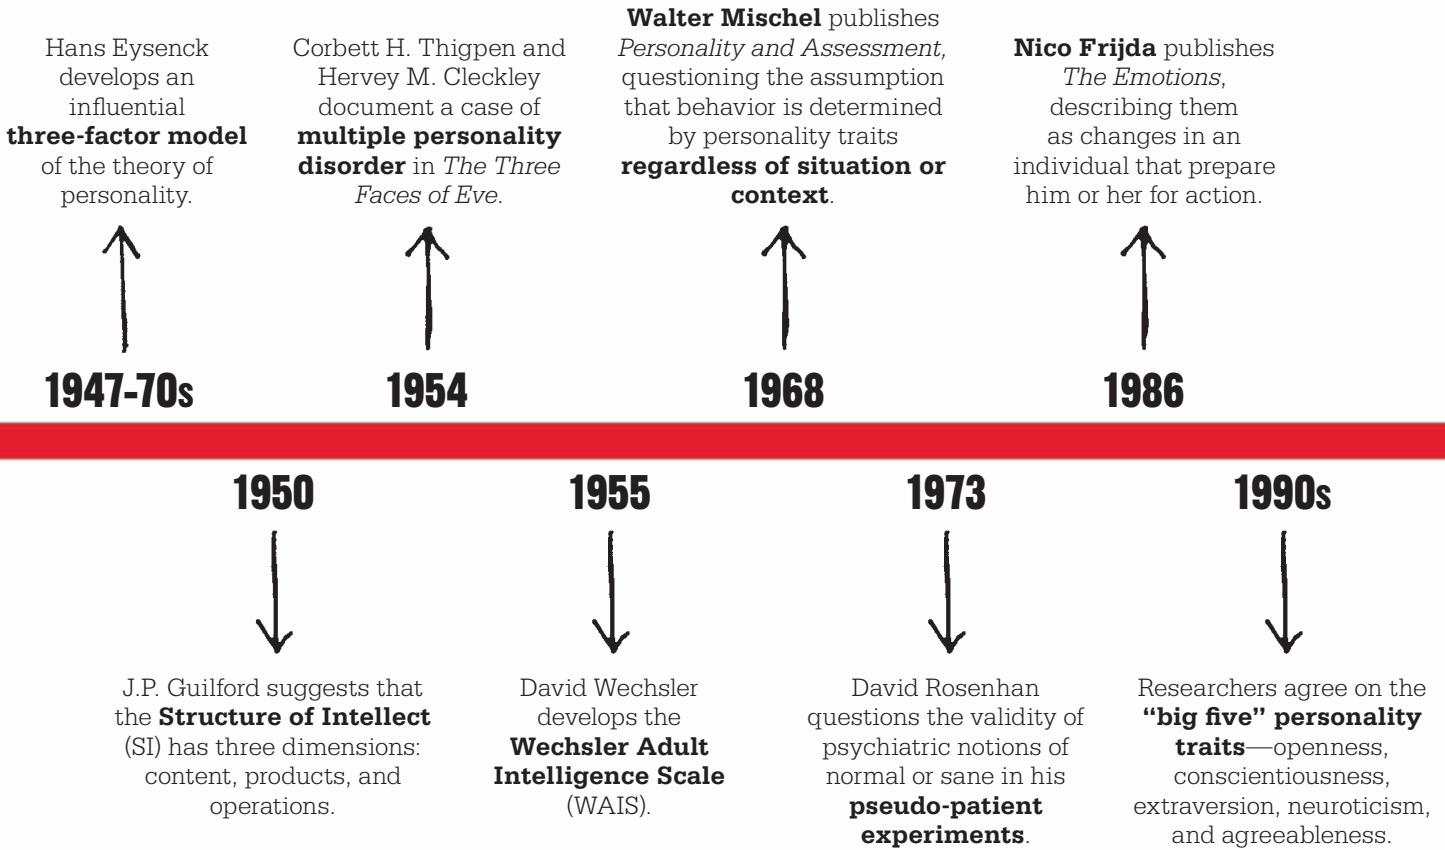 Hans Eysenck
develops an
influential
three-factor model
of the theory of
personality.
Corbett H. Thigpen and
Hervey M. Cleckley
document a case of
multiple personality
disorder in The Three
Faces of Eve.
Walter Mischel publishes
Personality and Assessment,
questioning the assumption
that behavior is determined
by personality traits
regardless of situation or
context.
Nico Frijda publishes
The Emotions,
describing them
as changes in an
individual that prepare
him or her for action.
1947–70s
1954
1968
1986
1950
1955
1973
1990s
J.P. Guilford suggests that
the Structure of Intellect
(SI) has three dimensions:
content, products, and
operations.
David Wechsler
develops the
Wechsler Adult
Intelligence Scale
(WAIS).
David Rosenhan
questions the validity of
psychiatric notions of
normal or sane in his
pseudo-patient
experiments.
Researchers agree on the
“big five” personality
traits—openness,
conscientiousness,
extraversion, neuroticism,
and agreeableness.